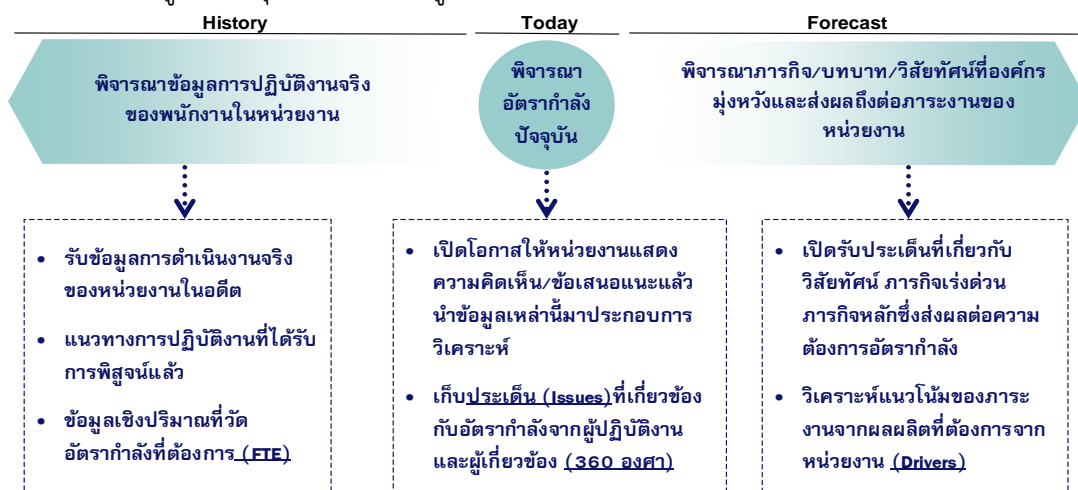 History
Today
Forecast
พิจารณาข้อมูลการปฏิบัติงานจริง
ของพนักงานในหน่วยงาน
พิจารณา
อัตรากำลัง
ปัจจุบัน
พิจารณาภารกิจ/บทบาท/วิสัยทัศน์ที่องค์กร
มุ่งหวังและส่งผลถึงต่อภาระงานของ
หน่วยงาน
• รับข้อมูลการดำเนินงานจริง
ของหน่วยงานในอดีต
• แนวทางการปฏิบัติงานที่ได้รับ
การพิสูจน์แล้ว
• ข้อมูลเชิงปริมาณที่วัด
อัตรากำลังที่ต้องการ (FTE)
• เปิดโอกาสให้หน่วยงานแสดง
ความคิดเห็น/ข้อเสนอแนะแล้ว
นำข้อมูลเหล่านี้มาประกอบการ
วิเคราะห์
• เก็บประเด็น (Issues)ที่เกี่ยวข้อง
กับอัตรากำลังจากผู้ปฏิบัติงาน
และผู้เกี่ยวข้อง (360 องศา)
• เปิดรับประเด็นที่เกี่ยวกับ
วิสัยทัศน์ ภารกิจเร่งด่วน
ภารกิจหลักซึ่งส่งผลต่อความ
ต้องการอัตรากำลัง
• วิเคราะห์แนวโน้มของภาระ
งานจากผลผลิตที่ต้องการจาก
หน่วยงาน (Drivers)